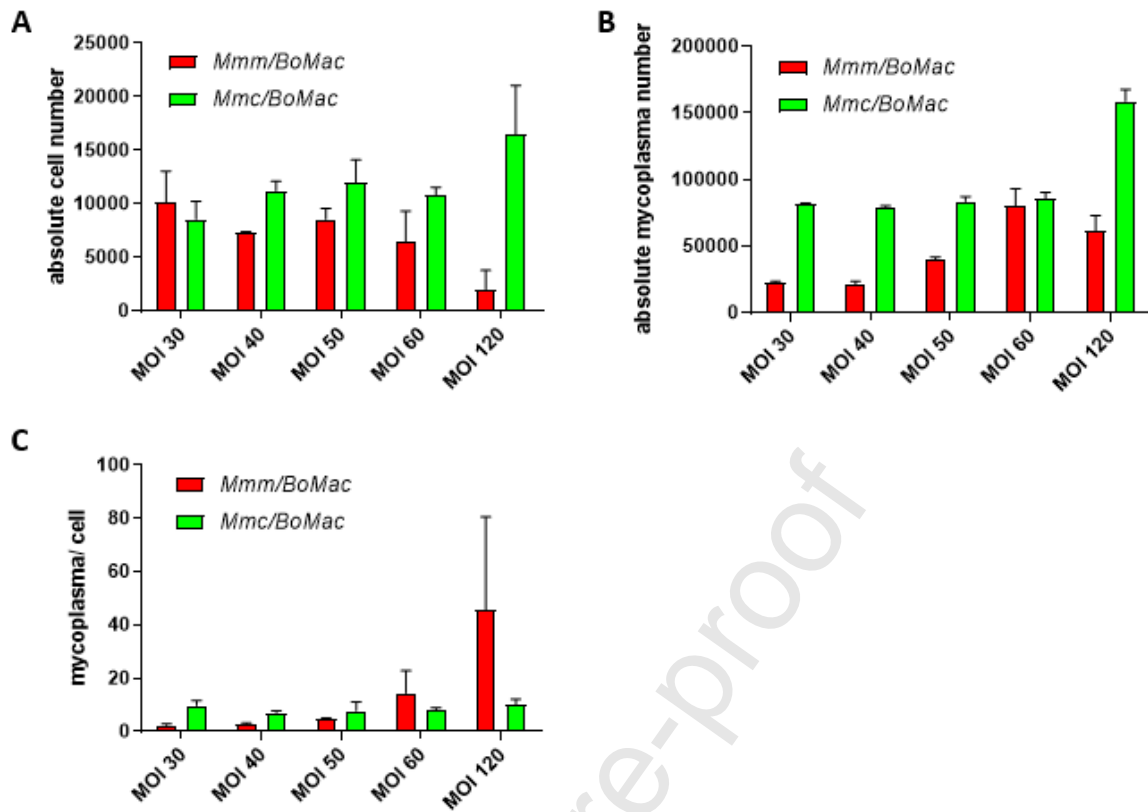 A
absolute cell number
25000
20000
15000
10000
5000
0
Mmm/BoMac
Mmc/BoMac
MOI 30
MOI 40
MOI 50
MOI 60
MOI 120
B
absolute mycoplasma number
200000
150000
100000
50000
0
Mmm/BoMac
Mmc/BoMac
MOI 30
MOI 40
MOI 50
MOI 60
MOI 120
C
mycoplasma/ cell
100
80
60
40
20
0
Mmm/BoMac
Mmc/BoMac
MOI 30
MOI 40
MOI 50
MOI 60
MOI 120
re-proof